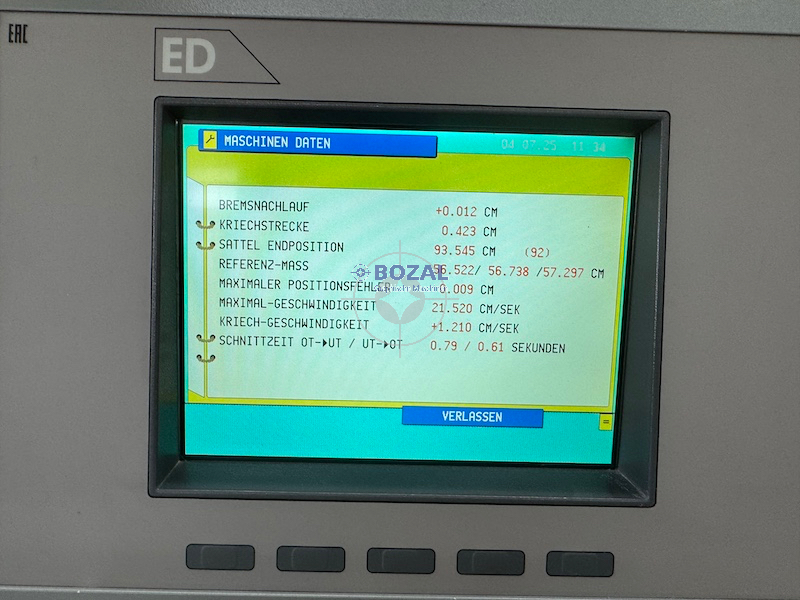 EAC
ED
MASCHINEN DATEN 04.07.25 11 34
BREMSNACHLAUF +0.012 CM
KRIECHSTRECKE 0.423 CM
SATTEL ENDPOSITION 93.545 CM (92)
REFERENZ-MASS 56.522/ 56.738 /57.297 CM
BOZAL
MAXIMALER POSITIONSFEHLER 0.009 CM
MAXIMAL-GESCHWINDIGKEIT 21.520 CM/SEK
KRIECH-GESCHWINDIGKEIT +1.210 CM/SEK
SCHNITTZEIT OT→UT / UT→OT 0.79 / 0.61 SEKUNDEN
VERLASSEN